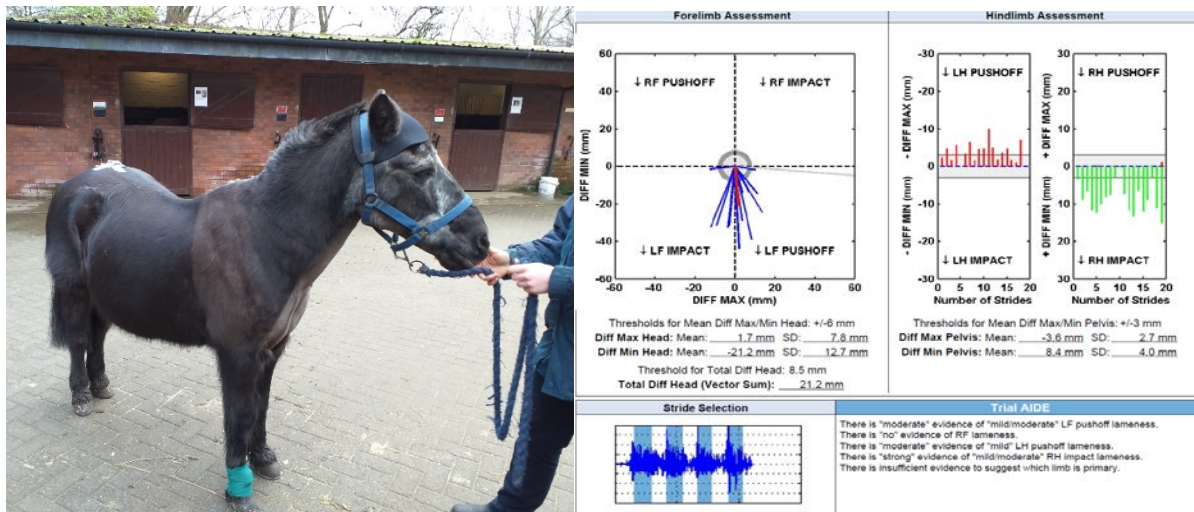 Forelimb Assessment
60
40
20
0
-20
-40
-60
DIFF MIN (mm)
↓ RF PUSHOFF
↓ RF IMPACT
↓ LF IMPACT
↓ LF PUSHOFF
-60 -40 -20 0 20 40 60
DIFF MAX (mm)
Thresholds for Mean Diff Max/Min Head: +/-6 mm
Diff Max Head: Mean: 1.7 mm SD: 7.8 mm
Diff Min Head: Mean: -21.2 mm SD: 12.7 mm
Threshold for Total Diff Head: 8.5 mm
Total Diff Head (Vector Sum): 21.2 mm
Hindlimb Assessment
-30
-20
-10
0
10
20
30
- DIFF MAX (mm)
- DIFF MIN (mm)
↓ LH PUSHOFF
↓ LH IMPACT
0 10 20
Number of Strides
30
20
10
0
10
20
30
+ DIFF MAX (mm)
+ DIFF MIN (mm)
↓ RH PUSHOFF
↓ RH IMPACT
0 10 20
Number of Strides
Thresholds for Mean Diff Max/Min Pelvis: +/-3 mm
Diff Max Pelvis: Mean: -3.6 mm SD: 2.7 mm
Diff Min Pelvis: Mean: 8.4 mm SD: 4.0 mm
Stride Selection
Trial AIDE
There is "moderate" evidence of "mild/moderate" LF pushoff lameness.
There is "no" evidence of RF lameness.
There is "moderate" evidence of "mild" LH pushoff lameness.
There is "strong" evidence of "mild/moderate" RH impact lameness.
There is insufficient evidence to suggest which limb is primary.